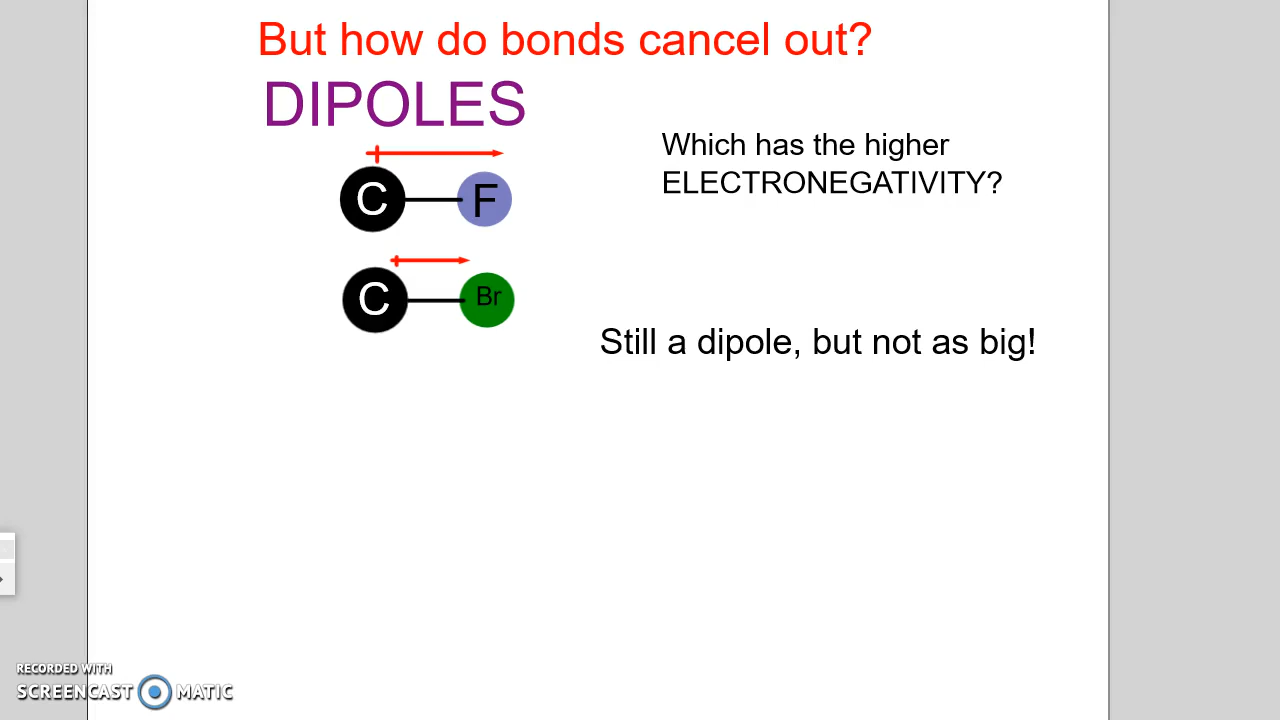 But how do bonds cancel out?
DIPOLES
Which has the higher
ELECTRONEGATIVITY?
C F
C Br
Still a dipole, but not as big!
RECORDED WITH
SCREENCAST MATIC